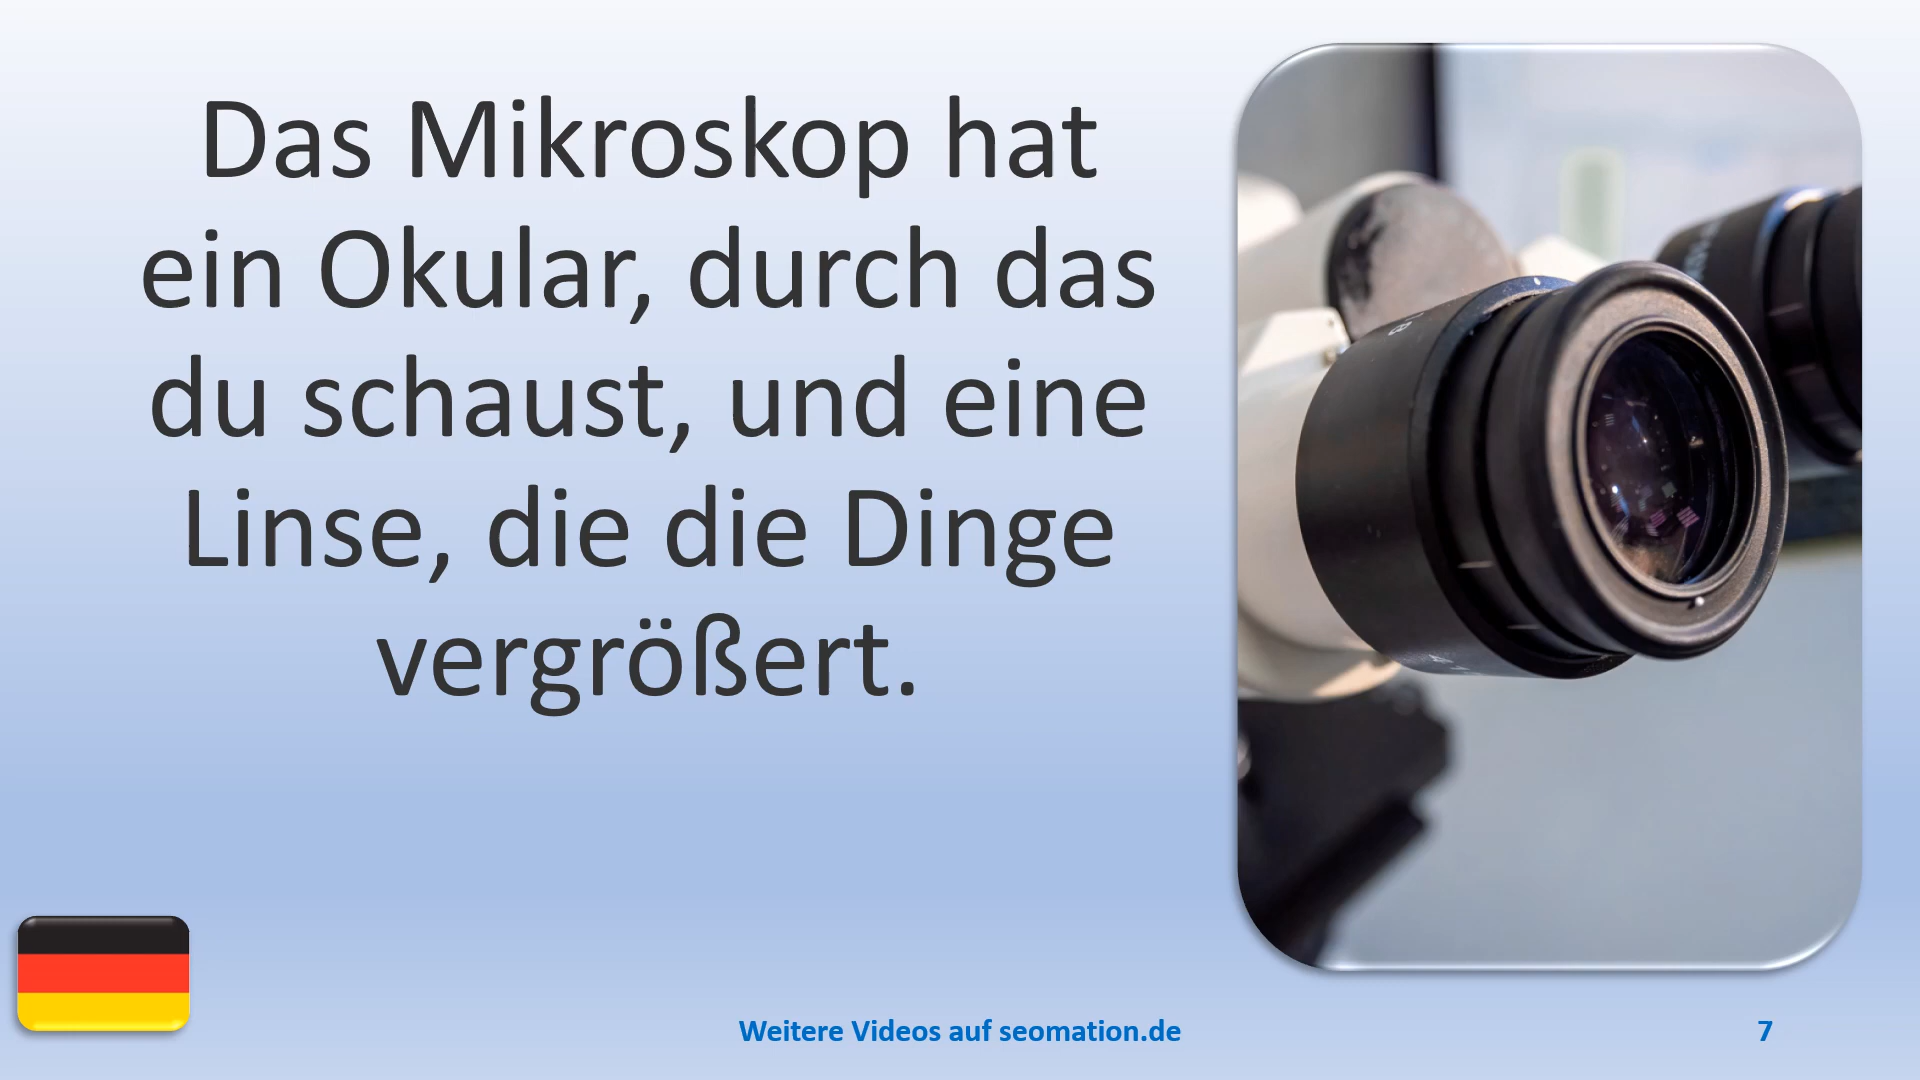 Das Mikroskop hat
ein Okular, durch das
du schaust, und eine
Linse, die die Dinge
vergrößert.
Weitere Videos auf seomation.de
7